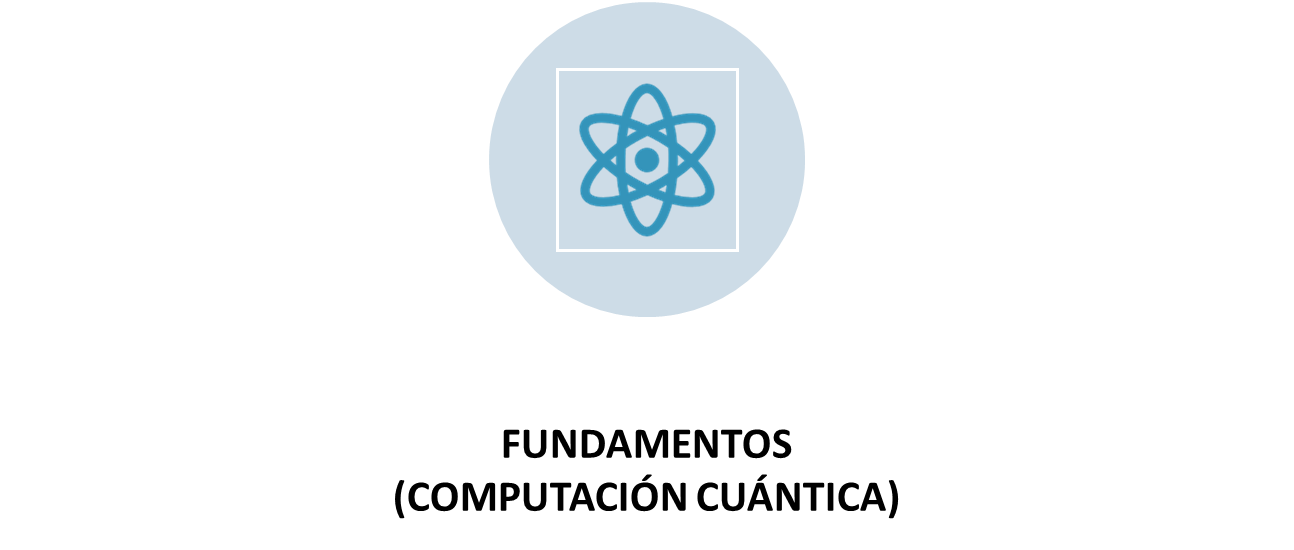 FUNDAMENTOS
(COMPUTACIÓN CUÁNTICA)